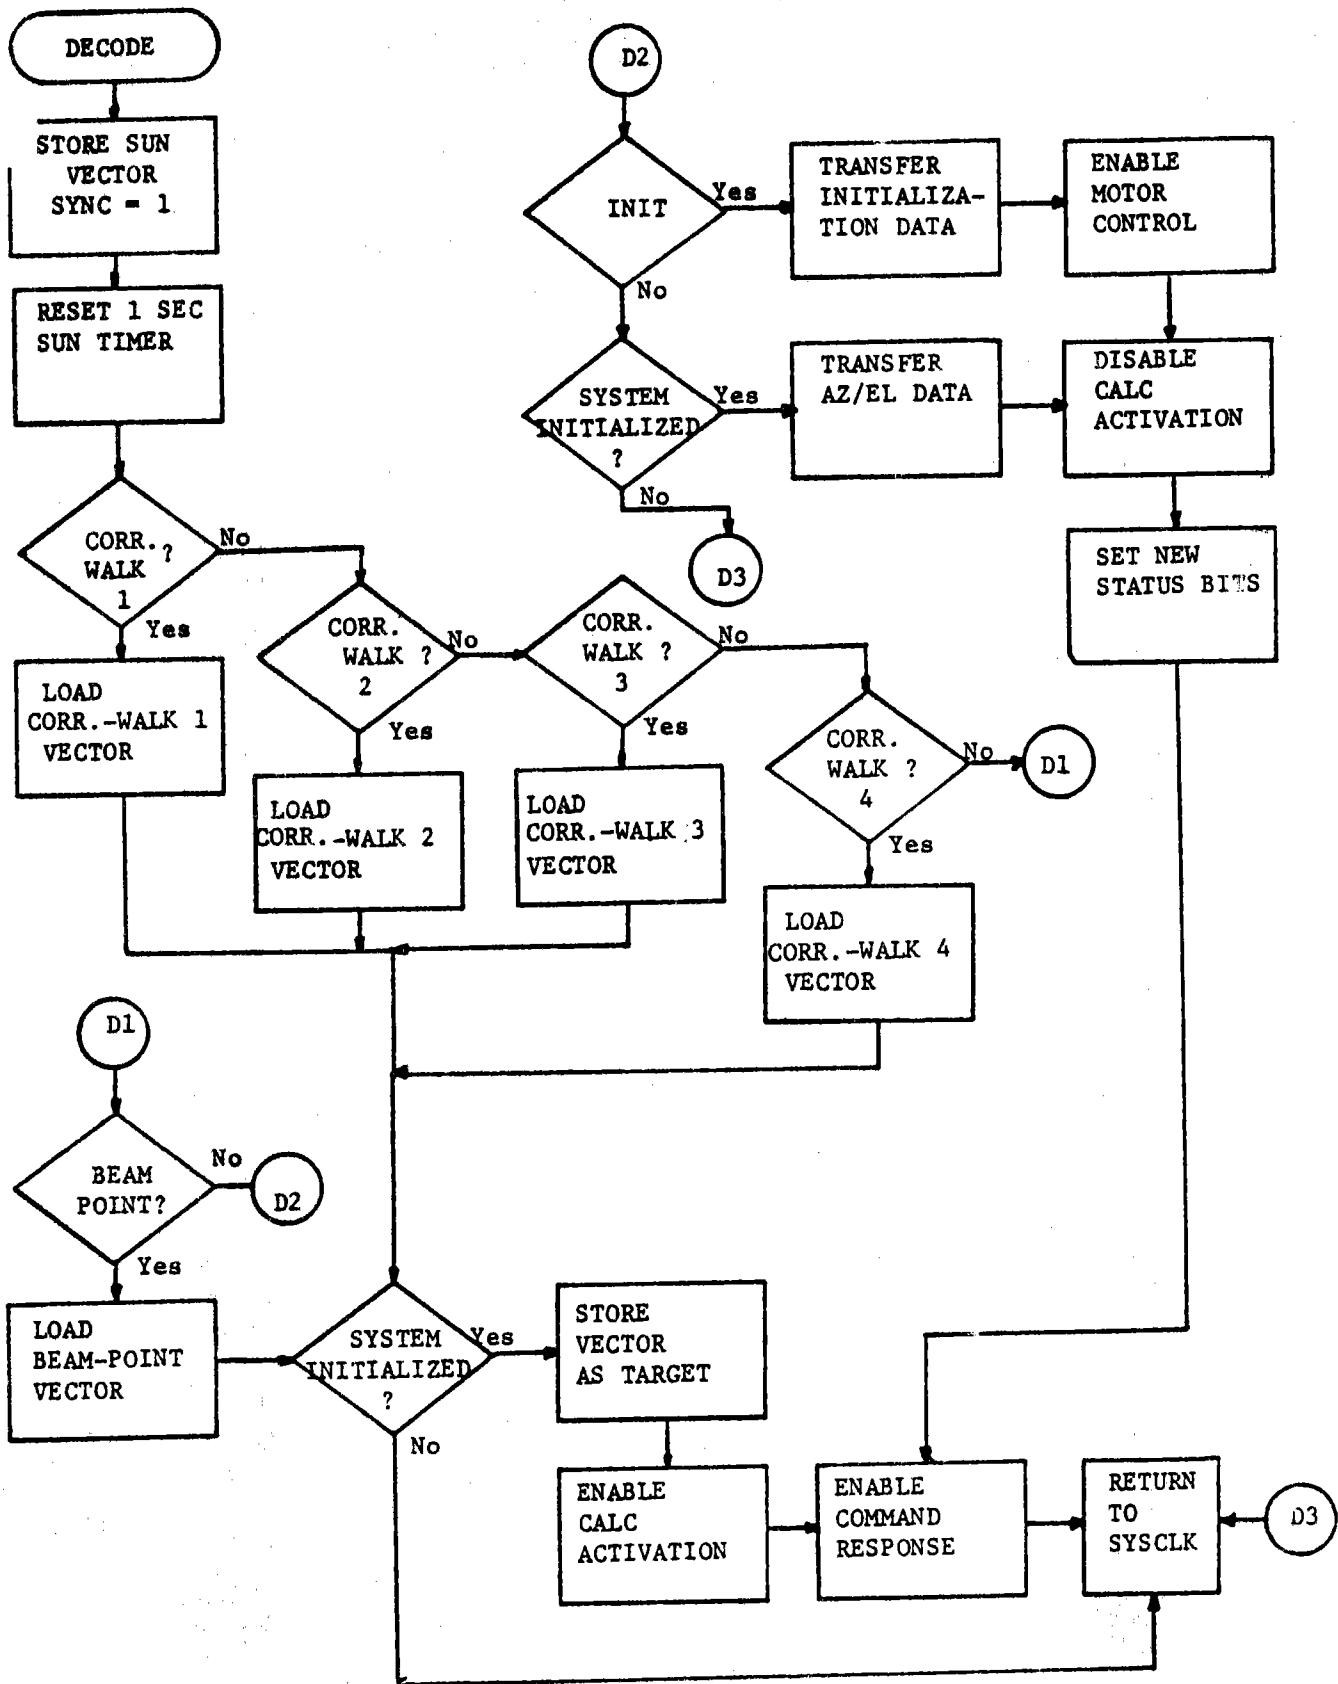 DECODE
STORE SUN
VECTOR
SYNC = 1
RESET 1 SEC
SUN TIMER
CORR. ?
WALK
1
No
Yes
LOAD
CORR.-WALK 1
VECTOR
CORR.
WALK ?
2
No
Yes
LOAD
CORR.-WALK 2
VECTOR
CORR.
WALK ?
3
No
Yes
LOAD
CORR.-WALK 3
VECTOR
CORR.
WALK ?
4
No
D1
Yes
LOAD
CORR.-WALK 4
VECTOR
D2
INIT
Yes
No
TRANSFER
INITIALIZA-
TION DATA
ENABLE
MOTOR
CONTROL
SYSTEM
INITIALIZED
?
Yes
No
D3
TRANSFER
AZ/EL DATA
DISABLE
CALC
ACTIVATION
SET NEW
STATUS BITS
D1
BEAM
POINT?
No
D2
Yes
LOAD
BEAM-POINT
VECTOR
SYSTEM
INITIALIZED
?
Yes
No
STORE
VECTOR
AS TARGET
ENABLE
CALC
ACTIVATION
ENABLE
COMMAND
RESPONSE
RETURN
TO
SYSCLK
D3